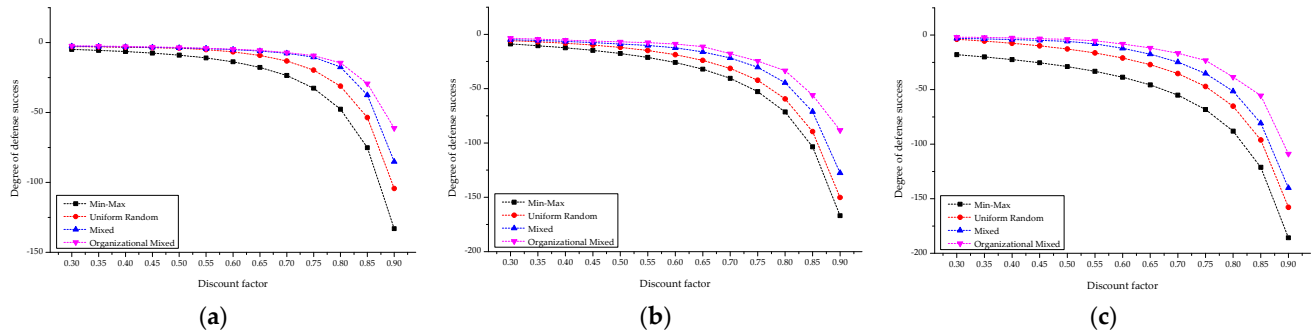 Degree of defense success
0
-50
-100
-150
Min-Max
Uniform Random
Mixed
Organizational Mixed
0.30 0.35 0.40 0.45 0.50 0.55 0.60 0.65 0.70 0.75 0.80 0.85 0.90
Discount factor
(a)
Degree of defense success
0
-50
-100
-150
-200
Min-Max
Uniform Random
Mixed
Organizational Mixed
0.30 0.35 0.40 0.45 0.50 0.55 0.60 0.65 0.70 0.75 0.80 0.85 0.90
Discount factor
(b)
Degree of defense success
0
-50
-100
-150
-200
Min-Max
Uniform Random
Mixed
Organizational Mixed
0.30 0.35 0.40 0.45 0.50 0.55 0.60 0.65 0.70 0.75 0.80 0.85 0.90
Discount factor
(c)